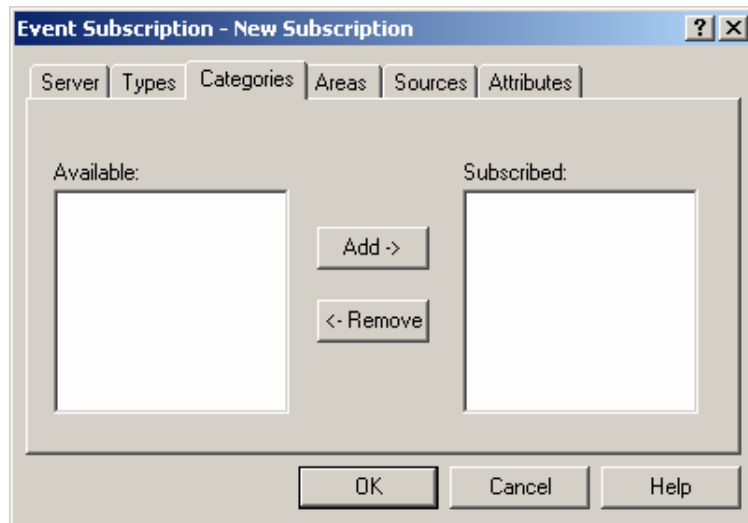 Event Subscription - New Subscription
Server Types Categories Areas Sources Attributes
Available: Subscribed:
Add ->
<- Remove
OK Cancel Help